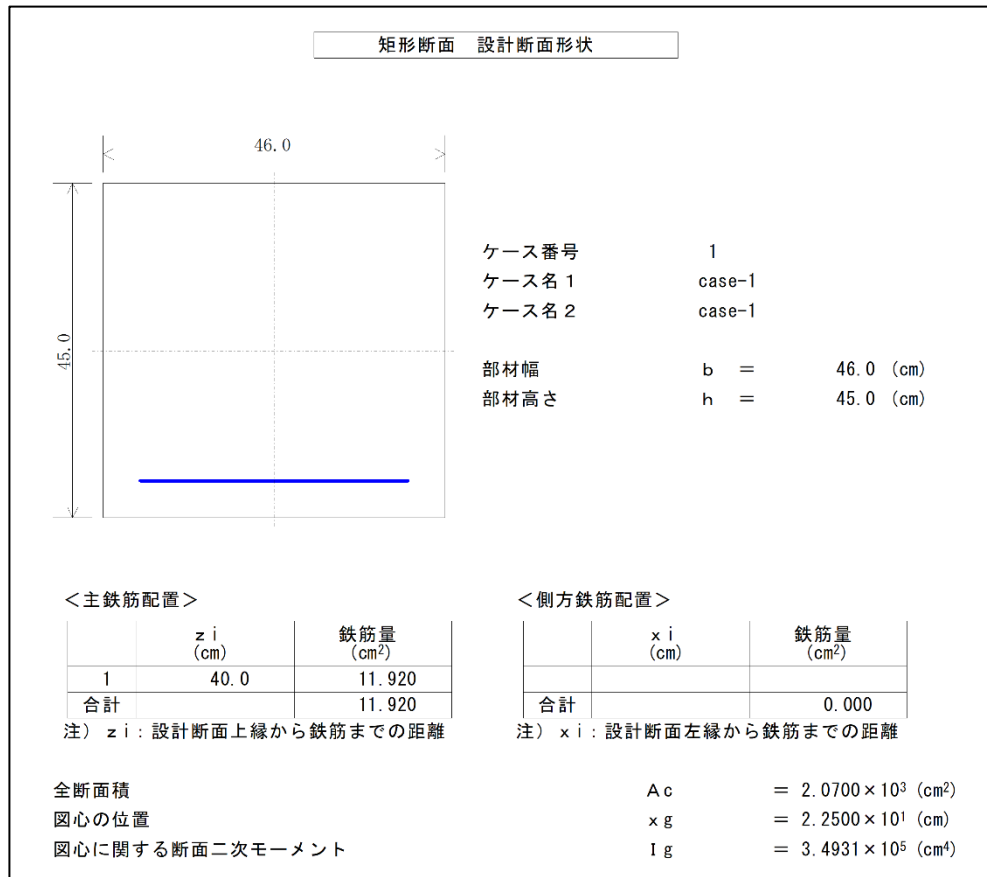 矩形断面　設計断面形状
46.0
45.0
ケース番号 1
ケース名１ case-1
ケース名２ case-1
部材幅 ｂ ＝ 46.0 (cm)
部材高さ ｈ ＝ 45.0 (cm)
＜主鉄筋配置＞
ｚｉ (cm) 鉄筋量 (cm²)
1 40.0 11.920
合計 11.920
注） ｚｉ：設計断面上縁から鉄筋までの距離
＜側方鉄筋配置＞
ｘｉ (cm) 鉄筋量 (cm²)
合計 0.000
注） ｘｉ：設計断面左縁から鉄筋までの距離
全断面積 Ａｃ ＝ 2.0700×10³ (cm²)
図心の位置 ｘｇ ＝ 2.2500×10¹ (cm)
図心に関する断面二次モーメント Ｉｇ ＝ 3.4931×10⁵ (cm⁴)